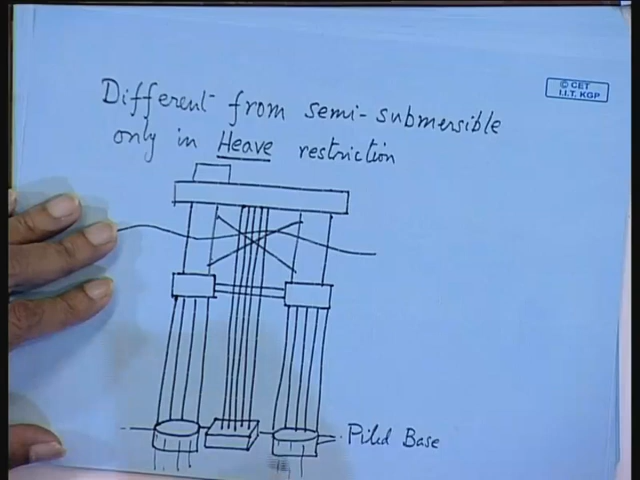 © CET
I.I.T. KGP
Different from semi-submersible
only in Heave restriction
Piled Base